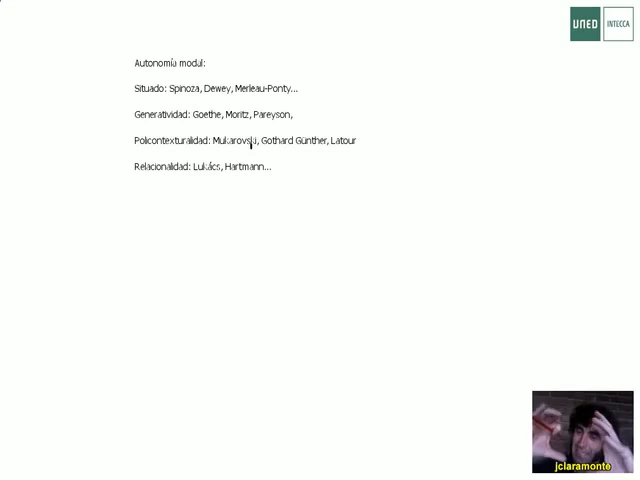 UNED
INTECCA
Autonomía modal:
Situado: Spinoza, Dewey, Merleau-Ponty...
Generatividad: Goethe, Moritz, Pareyson,
Policontexturalidad: Mukarovski, Gothard Günther, Latour
Relacionalidad: Lukács, Hartmann...
jclaramonte